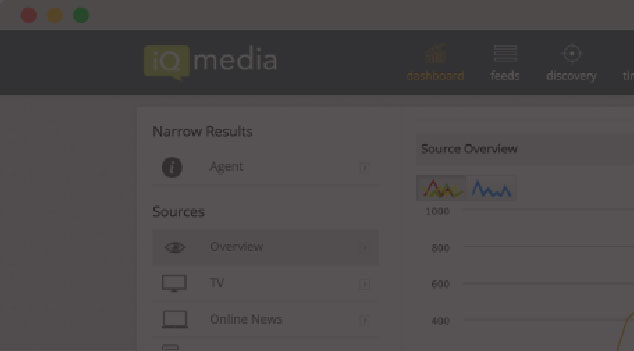 iQ media
dashboard feeds discovery
Narrow Results
Agent
Sources
Overview
TV
Online News
Source Overview
1000
800
600
400